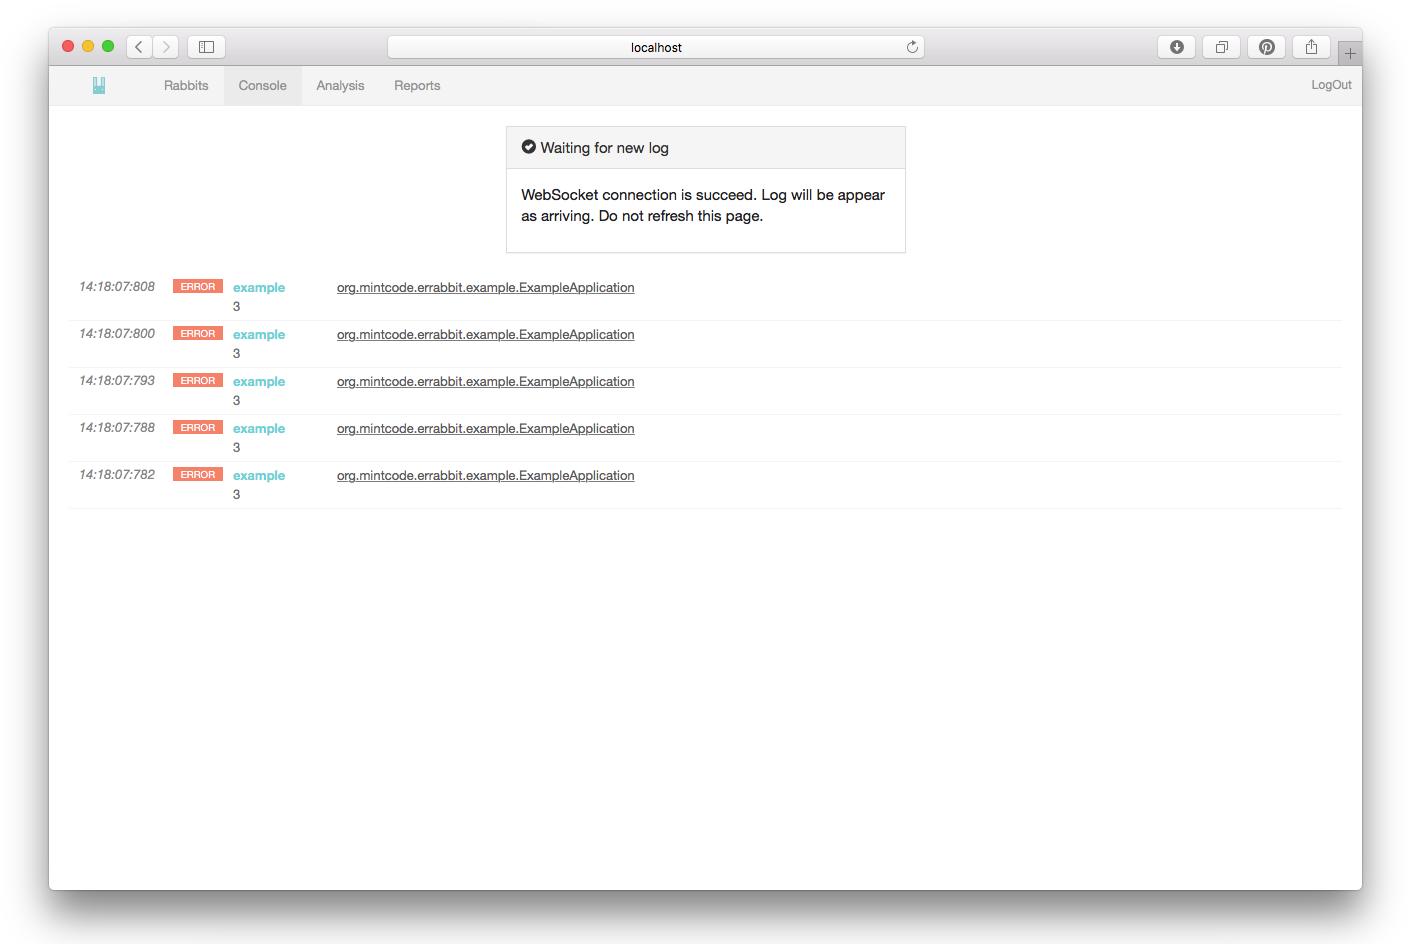 localhost
Rabbits Console Analysis Reports LogOut
Waiting for new log
WebSocket connection is succeed. Log will be appear
as arriving. Do not refresh this page.
14:18:07:808 ERROR example org.mintcode.errabbit.example.ExampleApplication
3
14:18:07:800 ERROR example org.mintcode.errabbit.example.ExampleApplication
3
14:18:07:793 ERROR example org.mintcode.errabbit.example.ExampleApplication
3
14:18:07:788 ERROR example org.mintcode.errabbit.example.ExampleApplication
3
14:18:07:782 ERROR example org.mintcode.errabbit.example.ExampleApplication
3